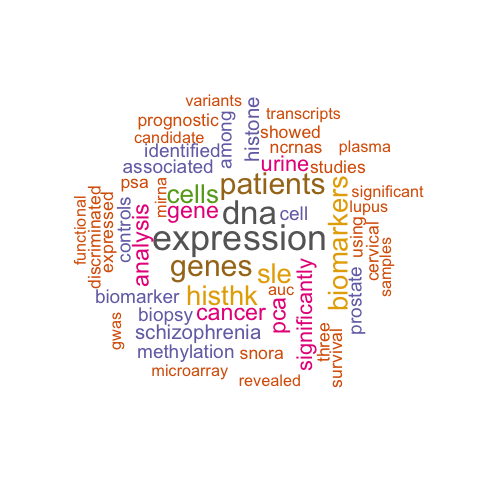 variants
prognostic
transcripts
candidate
among
histone
showed
identified
ncrnas
plasma
associated
urine
studies
psa
mirna
cells
patients
significant
functional
discriminated
expressed
controls
analysis
gene
dna
cell
biomarkers
using
lupus
cervical
samples
expression
genes
sle
biomarker
histhk
auc
significantly
prostate
gwas
biopsy
cancer
pca
schizophrenia
three
survival
methylation
snora
microarray
revealed